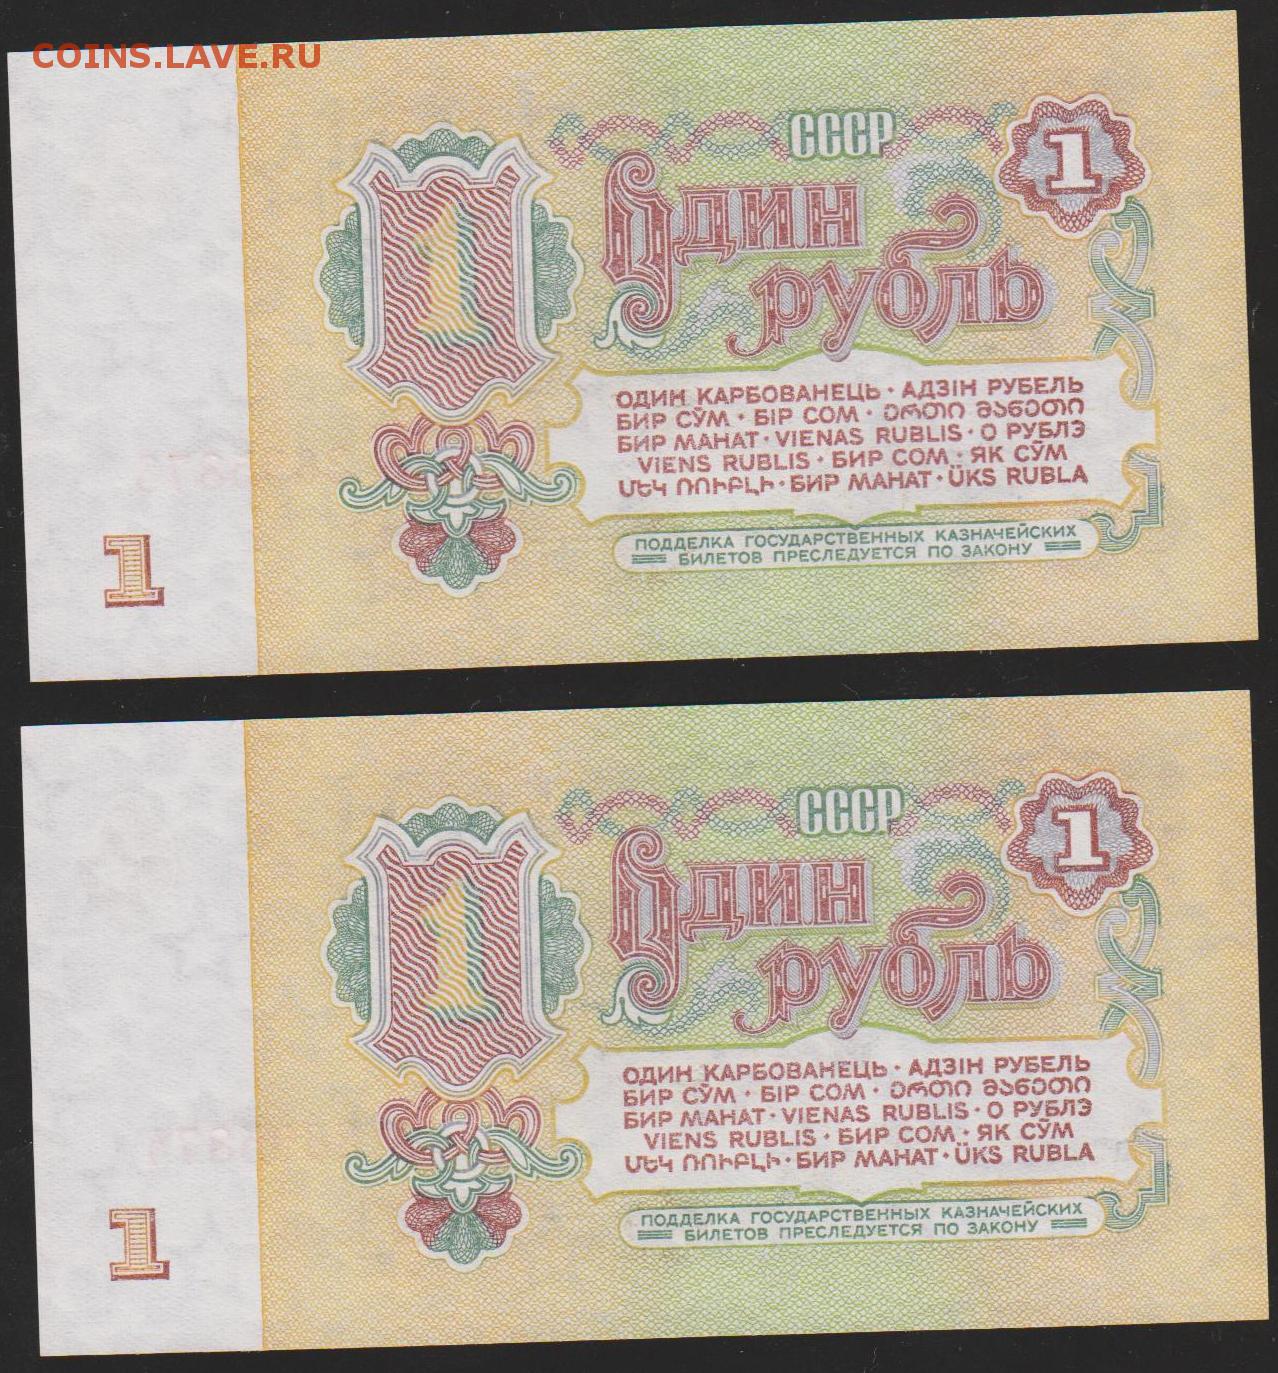 COINS.LAVE.RU
СССР
1
1
Один
рубль
ОДИН КАРБОВАНЕЦЬ · АДЗІН РУБЕЛЬ
БИР СЎМ · БІР СОМ · ᲔᲠᲗᲘ ᲛᲐᲜᲔᲗᲘ
БИР МАНАТ · VIENAS RUBLIS · О РУБЛЭ
VIENS RUBLIS · БИР СОМ · ЯК СӮМ
ՄԵԿ ՌՈՒԲԼԻ · БИР МАНАТ · ÜKS RUBLA
ПОДДЕЛКА ГОСУДАРСТВЕННЫХ КАЗНАЧЕЙСКИХ
БИЛЕТОВ ПРЕСЛЕДУЕТСЯ ПО ЗАКОНУ
1
СССР
1
1
Один
рубль
ОДИН КАРБОВАНЕЦЬ · АДЗІН РУБЕЛЬ
БИР СЎМ · БІР СОМ · ᲔᲠᲗᲘ ᲛᲐᲜᲔᲗᲘ
БИР МАНАТ · VIENAS RUBLIS · О РУБЛЭ
VIENS RUBLIS · БИР СОМ · ЯК СӮМ
ՄԵԿ ՌՈՒԲԼԻ · БИР МАНАТ · ÜKS RUBLA
ПОДДЕЛКА ГОСУДАРСТВЕННЫХ КАЗНАЧЕЙСКИХ
БИЛЕТОВ ПРЕСЛЕДУЕТСЯ ПО ЗАКОНУ
1